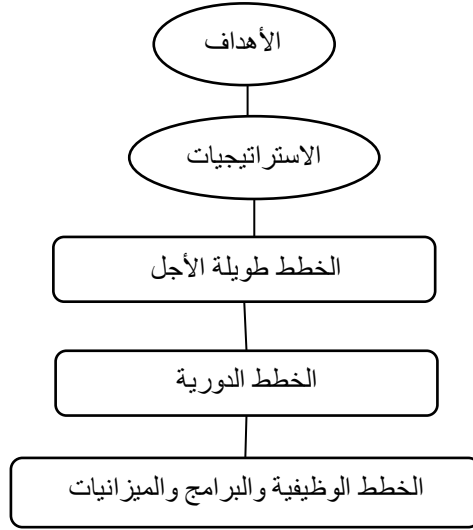 الأهداف
الاستراتيجيات
الخطط طويلة الأجل
الخطط الدورية
الخطط الوظيفية والبرامج والميزانيات